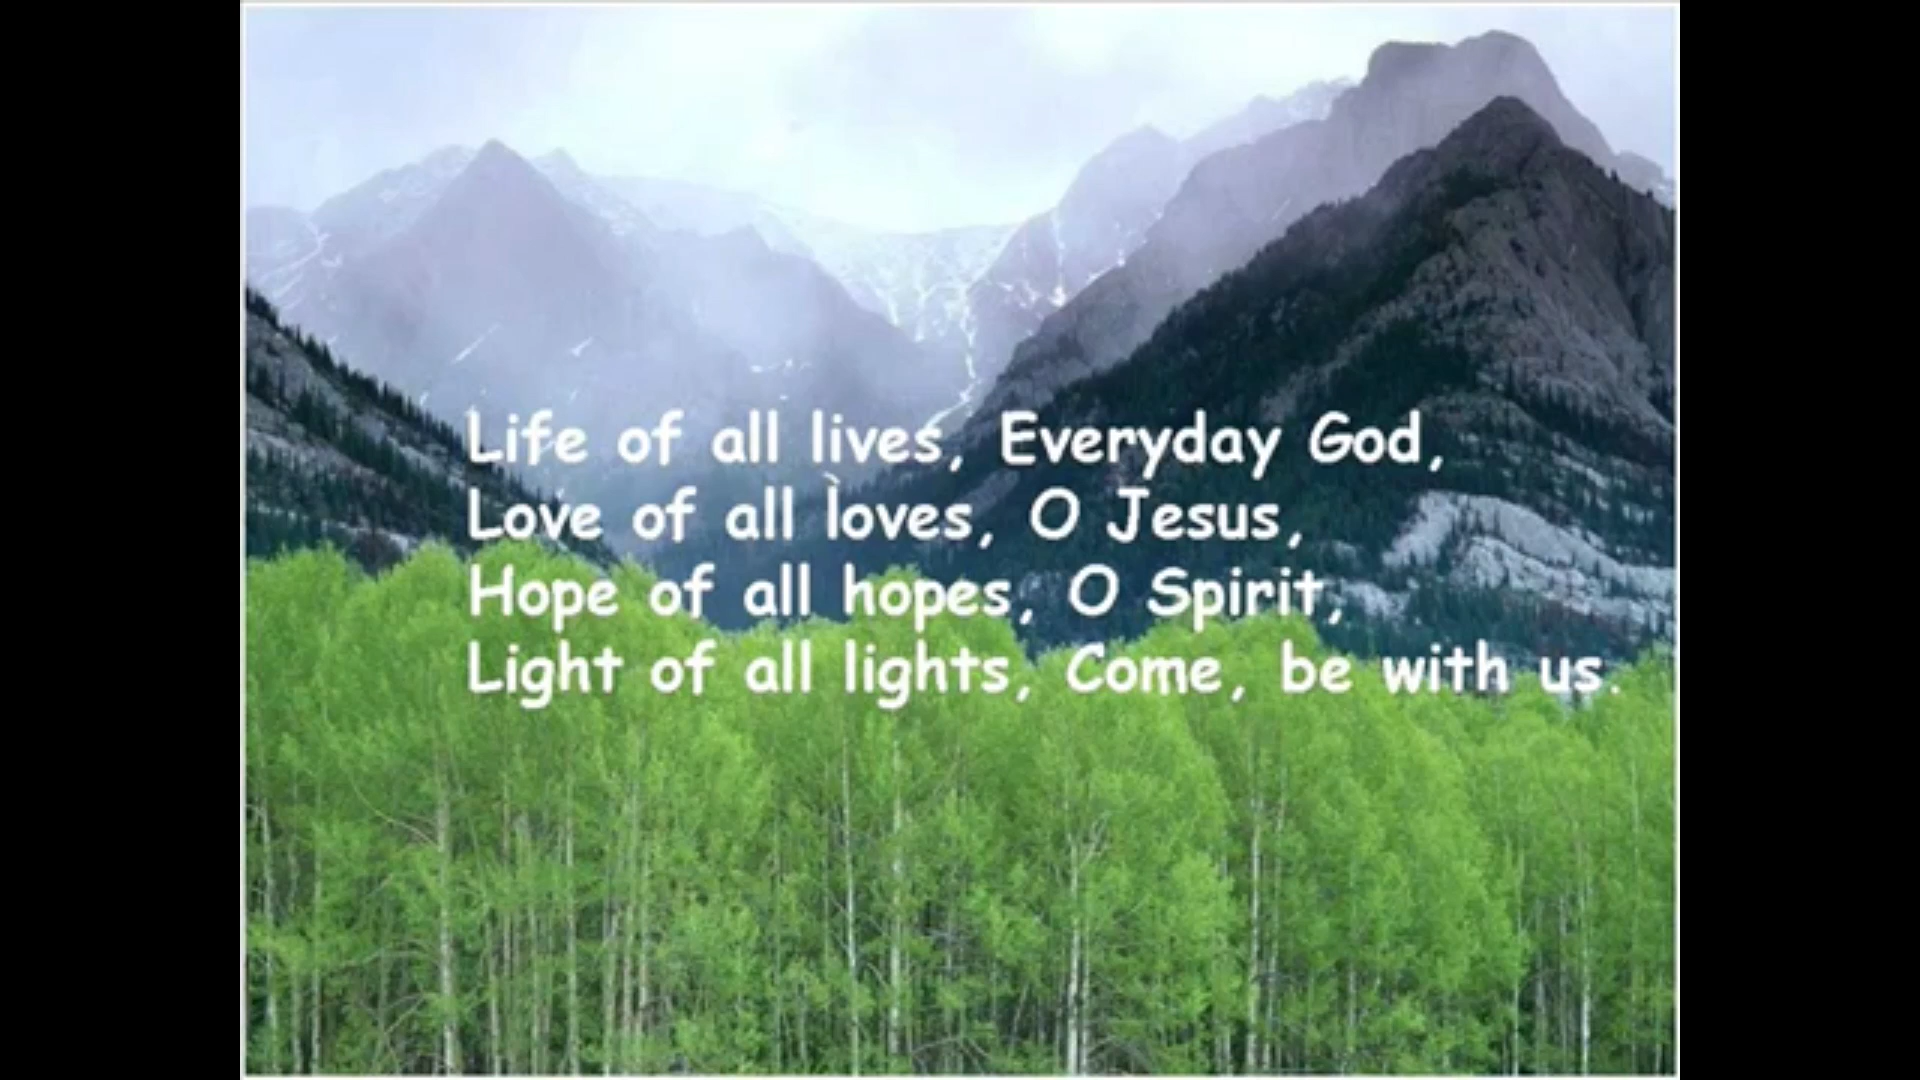 Life of all lives, Everyday God,
Love of all loves, O Jesus,
Hope of all hopes, O Spirit,
Light of all lights, Come, be with us.